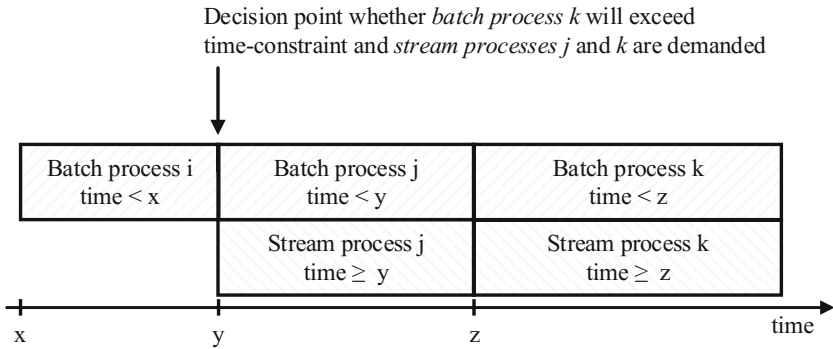 Decision point whether batch process k will exceed
time-constraint and stream processes j and k are demanded
Batch process i
time < x
Batch process j
time < y
Batch process k
time < z
Stream process j
time ≥ y
Stream process k
time ≥ z
x
y
z
time